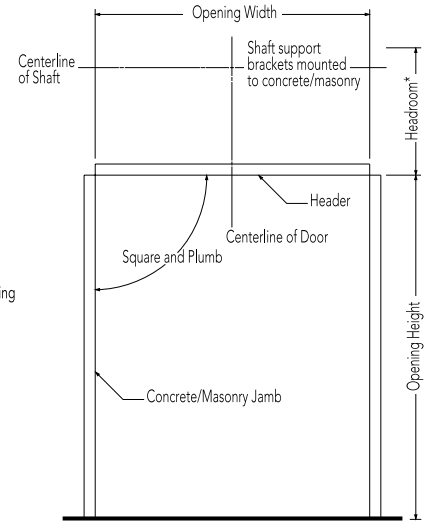 Opening Width
Centerline
of Shaft
Shaft support
brackets mounted
to concrete/masonry
Headroom*
Header
Centerline of Door
Square and Plumb
ing
Opening Height
Concrete/Masonry Jamb